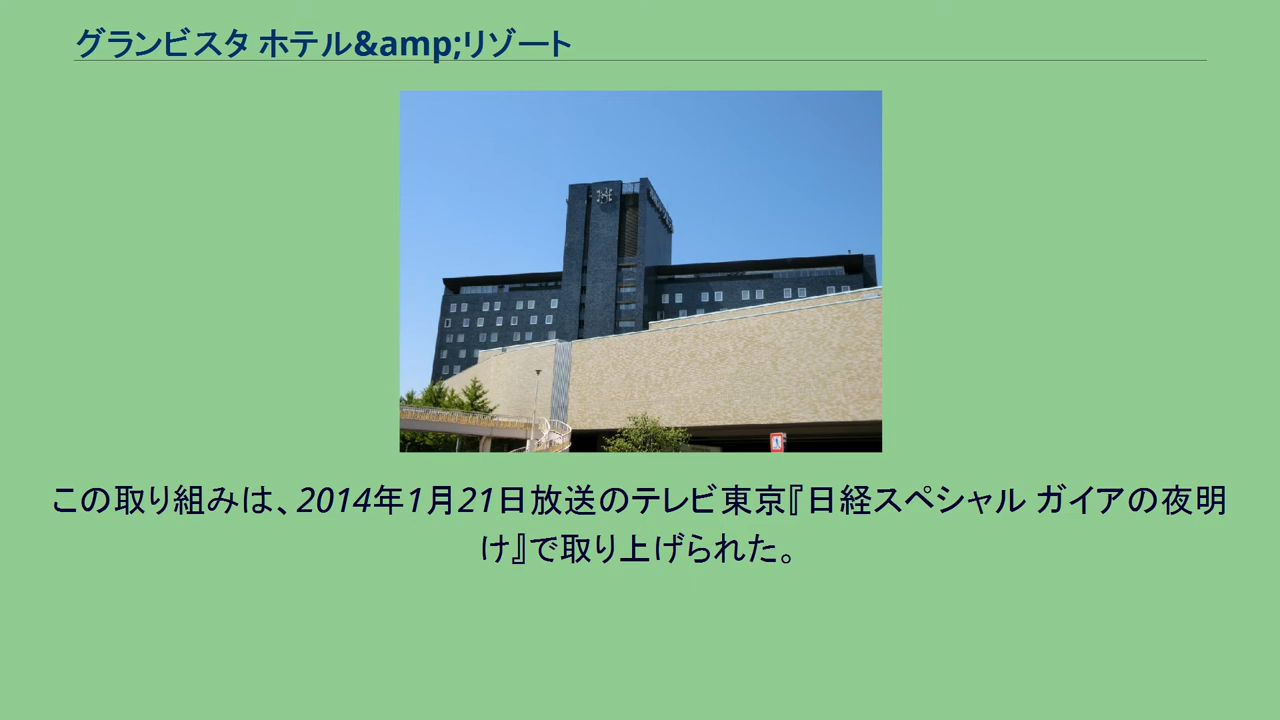 グランビスタ ホテル&amp;リゾート
この取り組みは、2014年1月21日放送のテレビ東京『日経スペシャル ガイアの夜明
け』で取り上げられた。